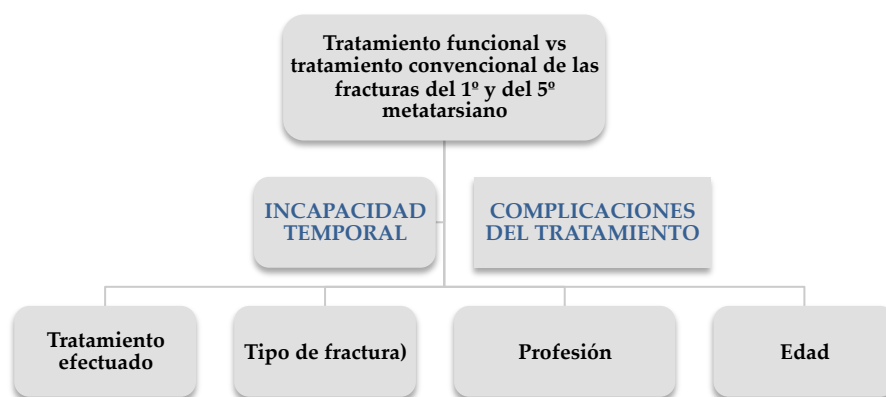 Tratamiento funcional vs
tratamiento convencional de las
fracturas del 1º y del 5º
metatarsiano
INCAPACIDAD
TEMPORAL
COMPLICACIONES
DEL TRATAMIENTO
Tratamiento
efectuado
Tipo de fractura)
Profesión
Edad